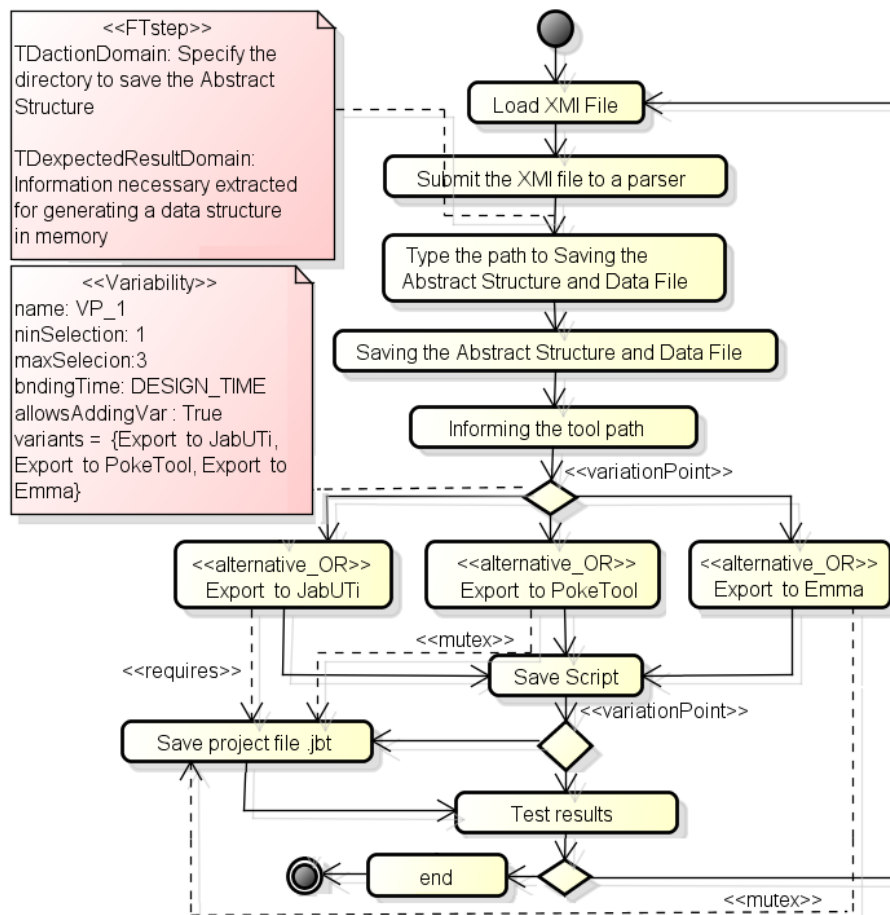 <<FTstep>>
TDactionDomain: Specify the
directory to save the Abstract
Structure
TDexpectedResultDomain:
Information necessary extracted
for generating a data structure
in memory
<<Variability>>
name: VP_1
ninSelection: 1
maxSelecion:3
bndingTime: DESIGN_TIME
allowsAddingVar : True
variants = {Export to JabUTi,
Export to PokeTool, Export to
Emma}
Load XMI File
Submit the XMI file to a parser
Type the path to Saving the
Abstract Structure and Data File
Saving the Abstract Structure and Data File
Informing the tool path
<<variationPoint>>
<<alternative_OR>>
Export to JabUTi
<<alternative_OR>>
Export to PokeTool
<<alternative_OR>>
Export to Emma
<<mutex>>
<<requires>>
Save Script
<<variationPoint>>
Save project file .jbt
Test results
end
<<mutex>>